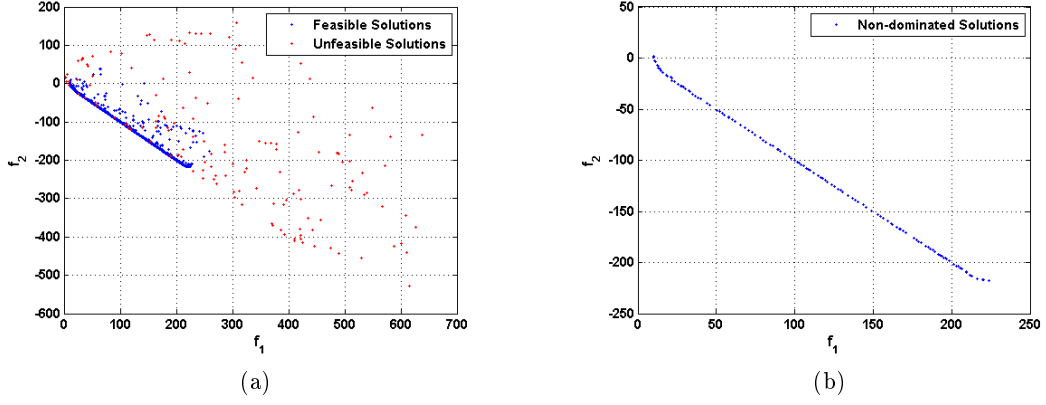 200
100
0
-100
-200
-300
-400
-500
-600
0 100 200 300 400 500 600 700
f2
f1
Feasible Solutions
Unfeasible Solutions
(a)
50
0
-50
-100
-150
-200
-250
0 50 100 150 200 250
f2
f1
Non-dominated Solutions
(b)